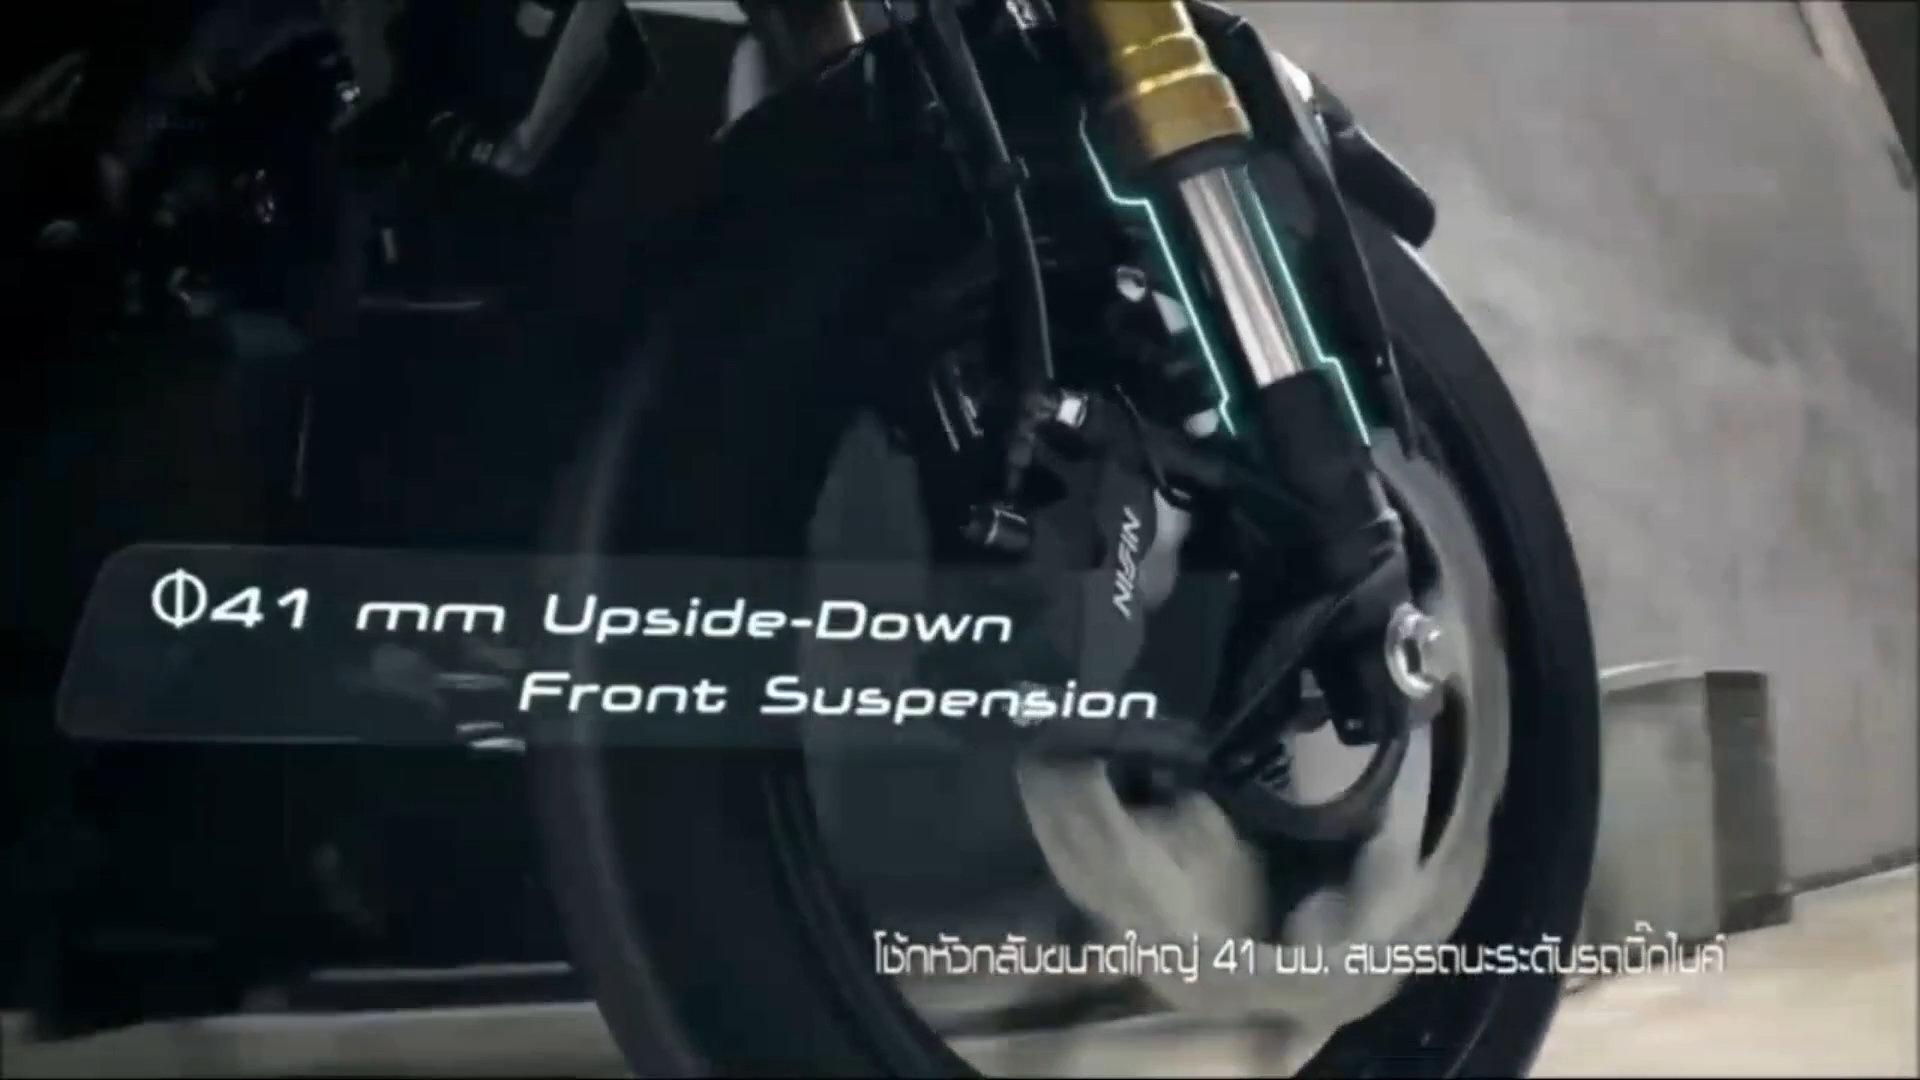 Φ41 mm Upside-Down
Front Suspension
NISSIN
โช้กหัวกลับขนาดใหญ่ 41 มม. สมรรถนะระดับรถบิ๊กไบค์